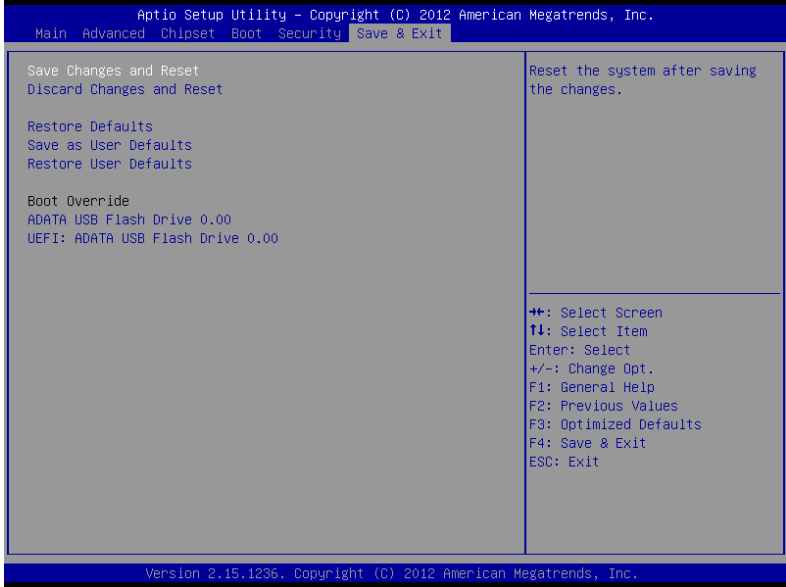 Aptio Setup Utility – Copyright (C) 2012 American Megatrends, Inc.
Main Advanced Chipset Boot Security Save & Exit
Save Changes and Reset
Discard Changes and Reset
Restore Defaults
Save as User Defaults
Restore User Defaults
Boot Override
ADATA USB Flash Drive 0.00
UEFI: ADATA USB Flash Drive 0.00
Reset the system after saving
the changes.
→←: Select Screen
↑↓: Select Item
Enter: Select
+/-: Change Opt.
F1: General Help
F2: Previous Values
F3: Optimized Defaults
F4: Save & Exit
ESC: Exit
Version 2.15.1236. Copyright (C) 2012 American Megatrends, Inc.